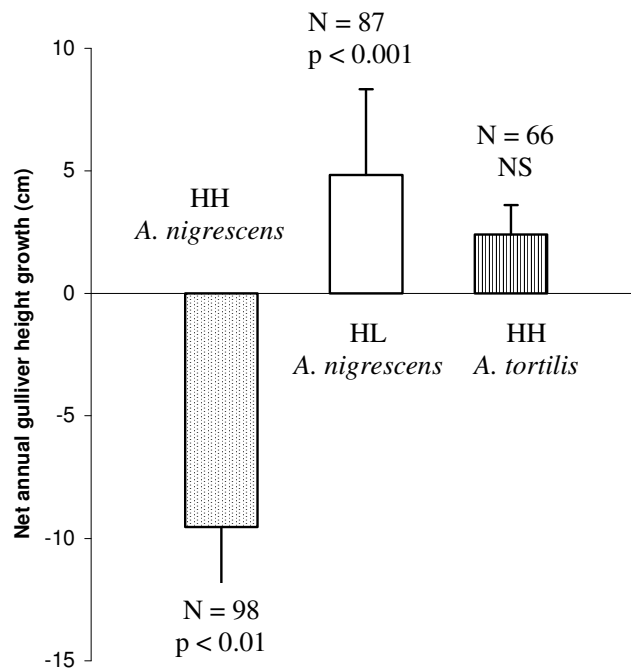 N = 87
p < 0.001
10
N = 66
NS
5
HH
A. nigrescens
0
HL
A. nigrescens
HH
A. tortilis
-5
-10
N = 98
p < 0.01
-15
Net annual gulliver height growth (cm)